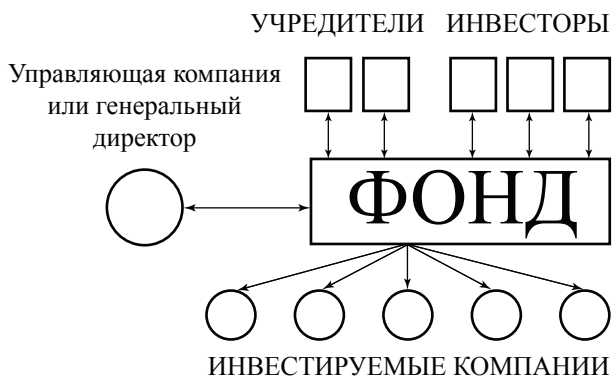 УЧРЕДИТЕЛИ ИНВЕСТОРЫ
Управляющая компания
или генеральный
директор
ФОНД
ИНВЕСТИРУЕМЫЕ КОМПАНИИ